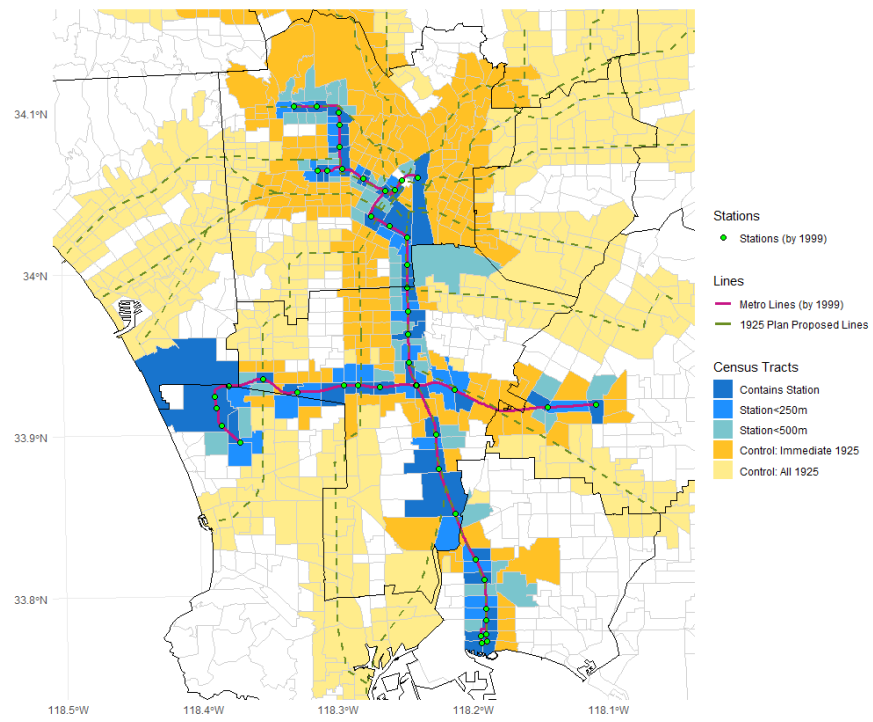 34.1°N
34°N
33.9°N
33.8°N
118.5°W
118.4°W
118.3°W
118.2°W
118.1°W
Stations
Stations (by 1999)
Lines
Metro Lines (by 1999)
1925 Plan Proposed Lines
Census Tracts
Contains Station
Station<250m
Station<500m
Control: Immediate 1925
Control: All 1925